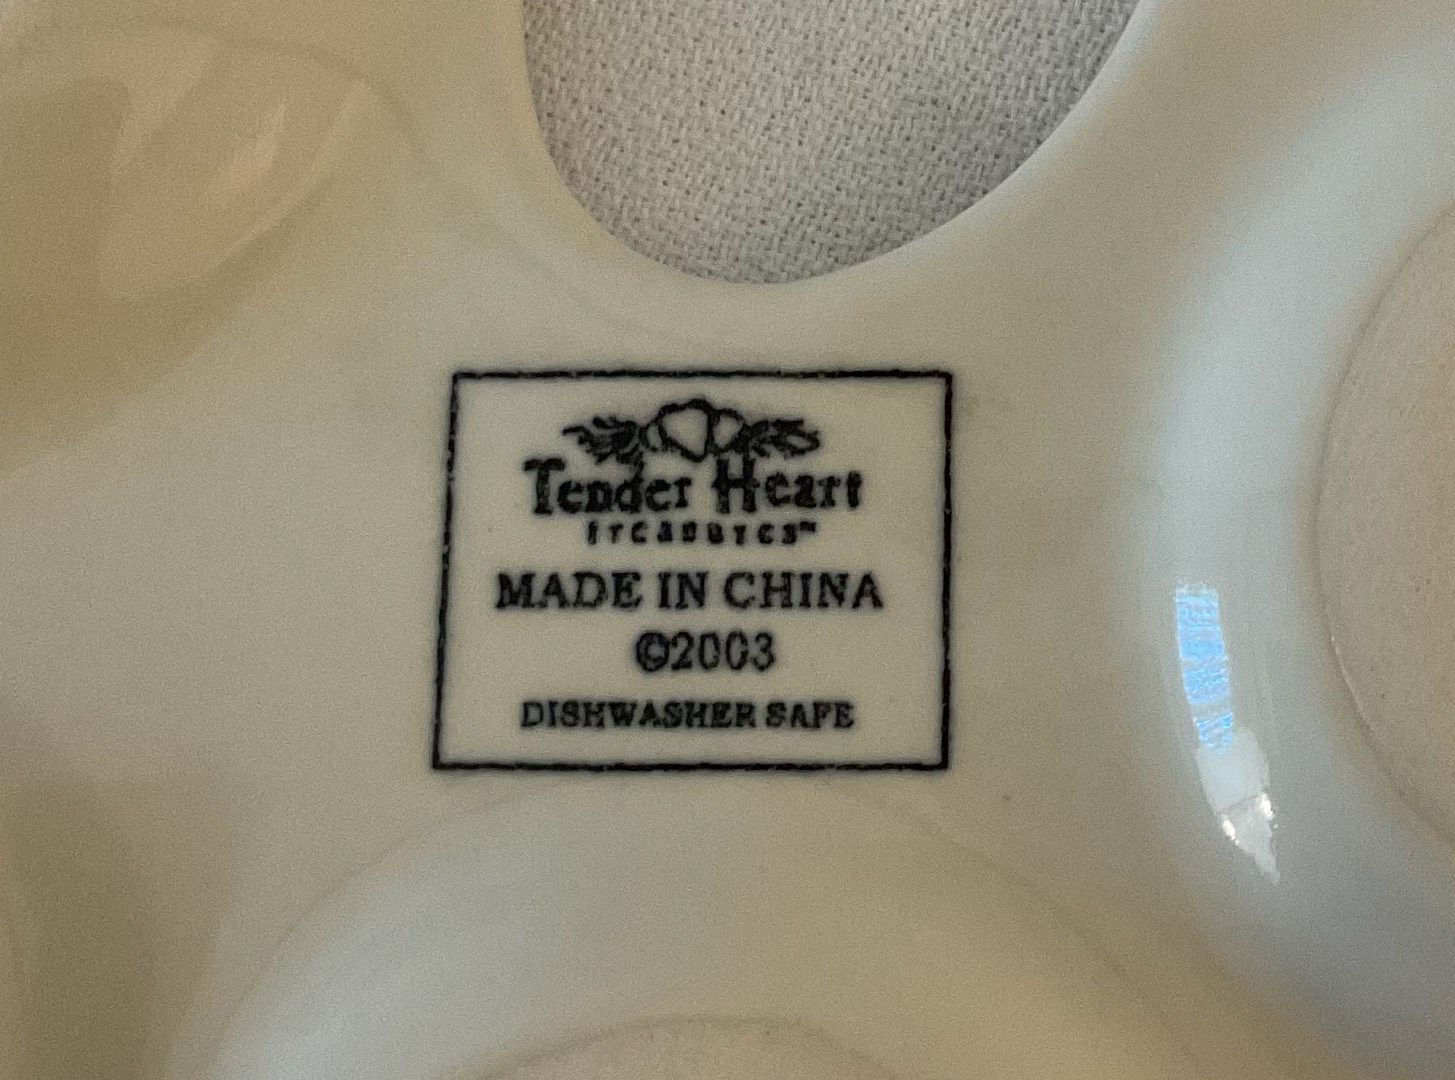 Tender Heart
treasures™
MADE IN CHINA
©2003
DISHWASHER SAFE